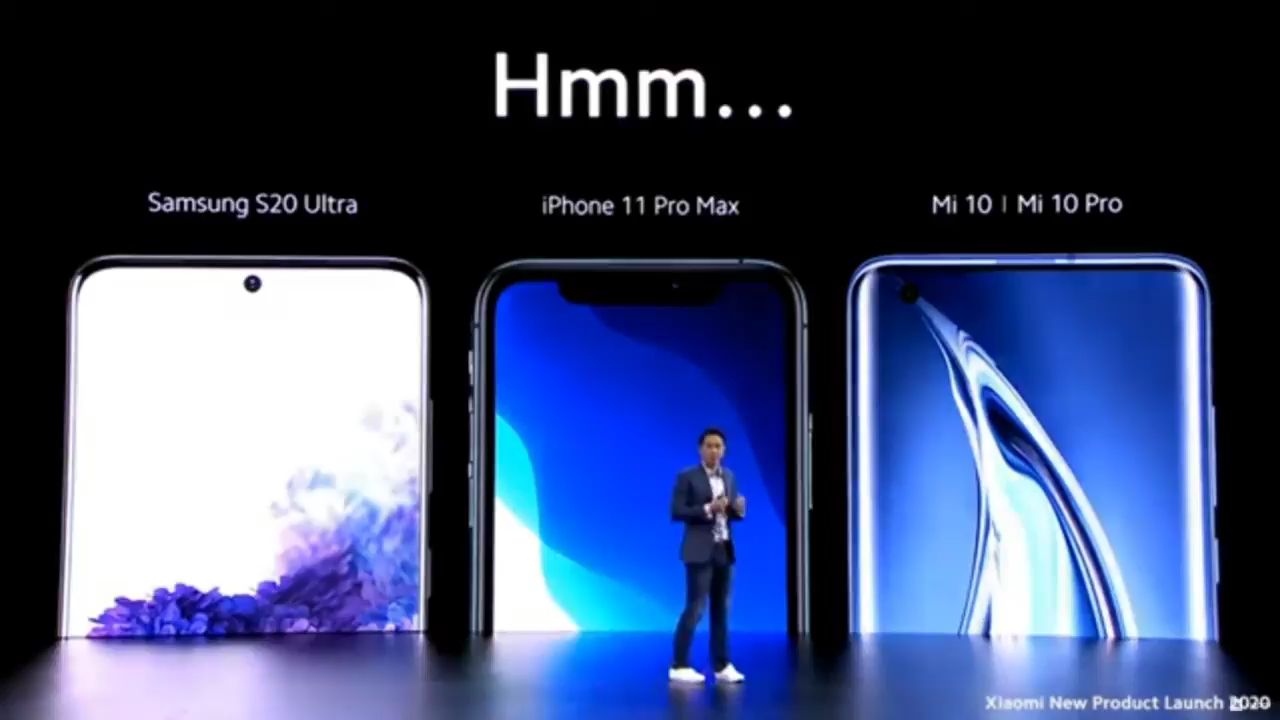 Hmm...
Samsung S20 Ultra
iPhone 11 Pro Max
Mi 10 | Mi 10 Pro
Xiaomi New Product Launch 2020